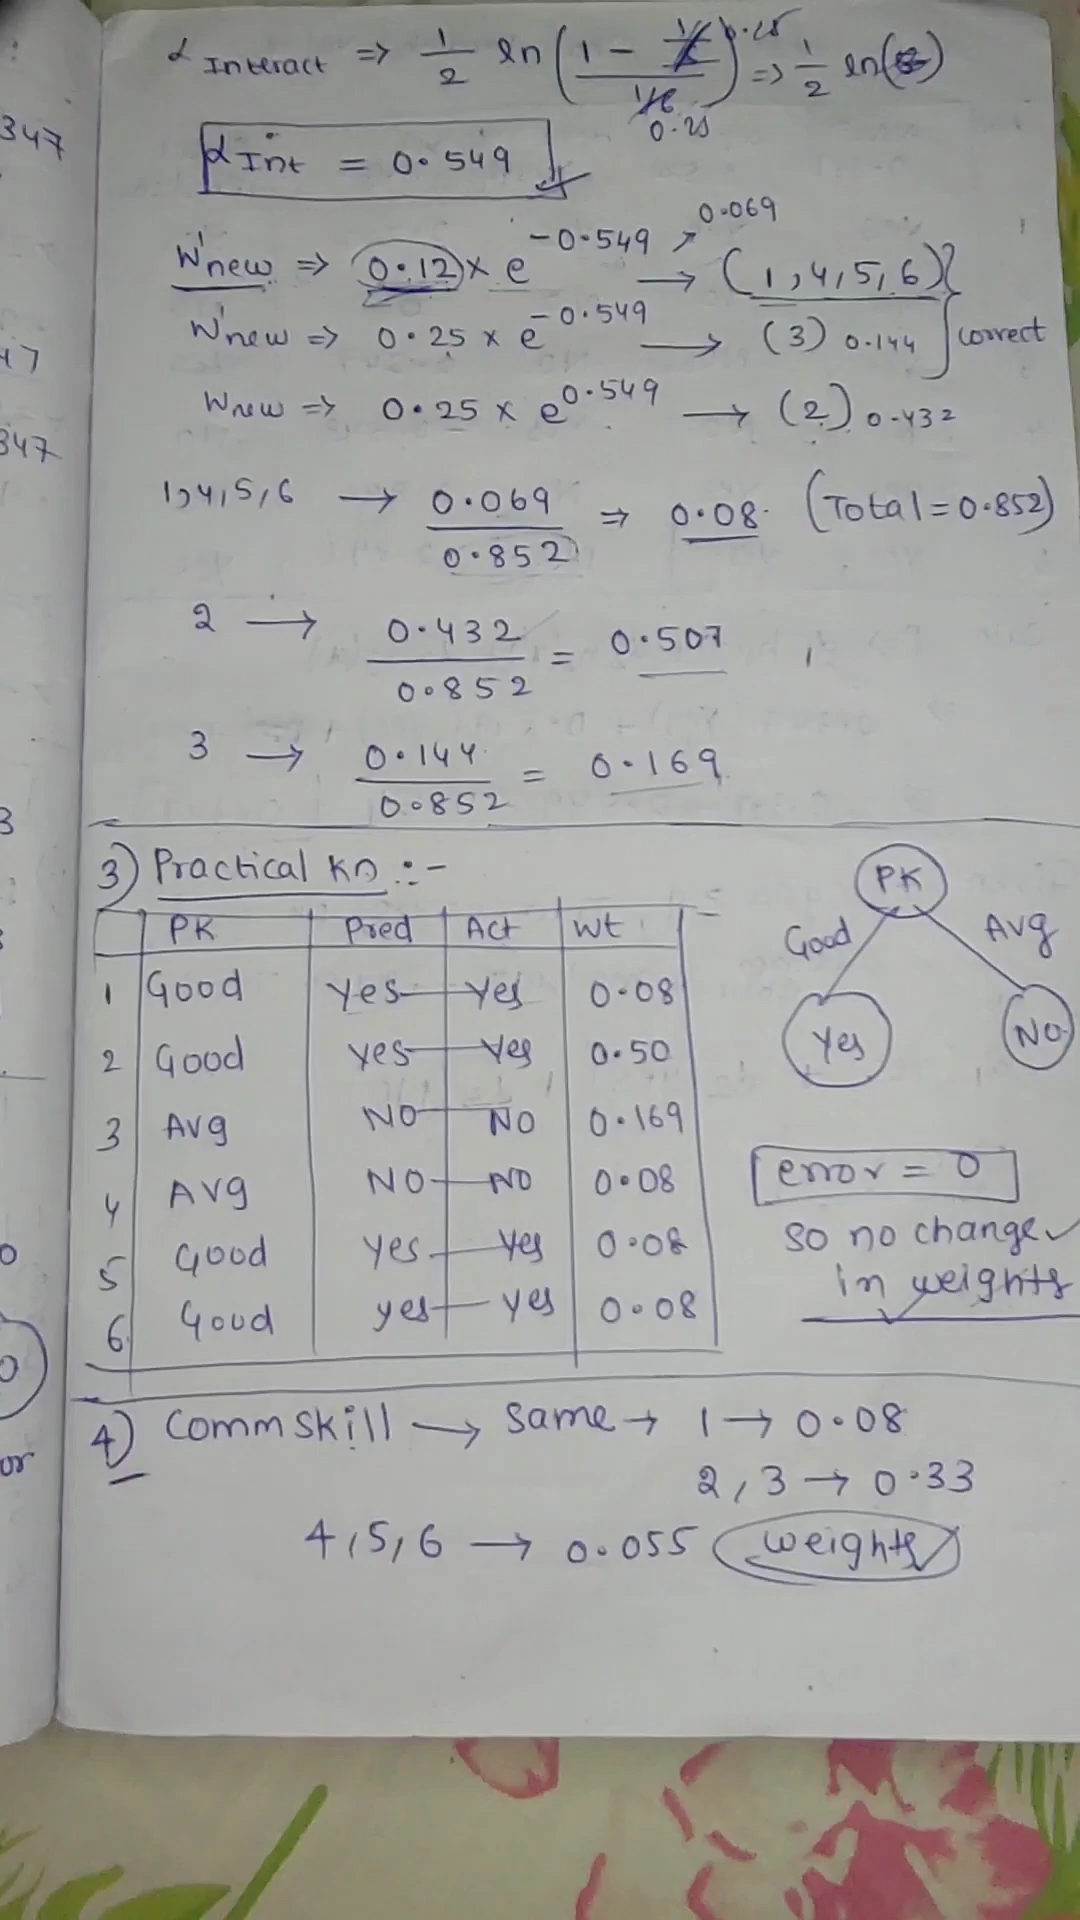 α Interact ⇒ 1/2 ln (1 - 0.25 / 0.25) ⇒ 1/2 ln( )
α Int = 0.549
W'new ⇒ 0.12 × e^-0.549 ↗ 0.069 → (1,4,5,6)}
W'new ⇒ 0.25 × e^-0.549 → (3) 0.144 } correct
Wnew ⇒ 0.25 × e^0.549 → (2) 0.432
1,4,5,6 → 0.069 / 0.852 ⇒ 0.08. (Total = 0.852)
2 → 0.432 / 0.852 = 0.507
3 → 0.144 / 0.852 = 0.169
3) Practical Kn :-
PK Pred Act Wt
1 Good Yes Yes 0.08
2 Good Yes Yes 0.50
3 Avg NO NO 0.169
4 Avg NO NO 0.08
5 Good Yes Yes 0.08
6 Good Yes Yes 0.08
PK
Good Avg
Yes NO
error = 0
so no change
in weights
4) Comm skill → same → 1 → 0.08
2, 3 → 0.33
4,5,6 → 0.055 weights
347
47
347
3
or